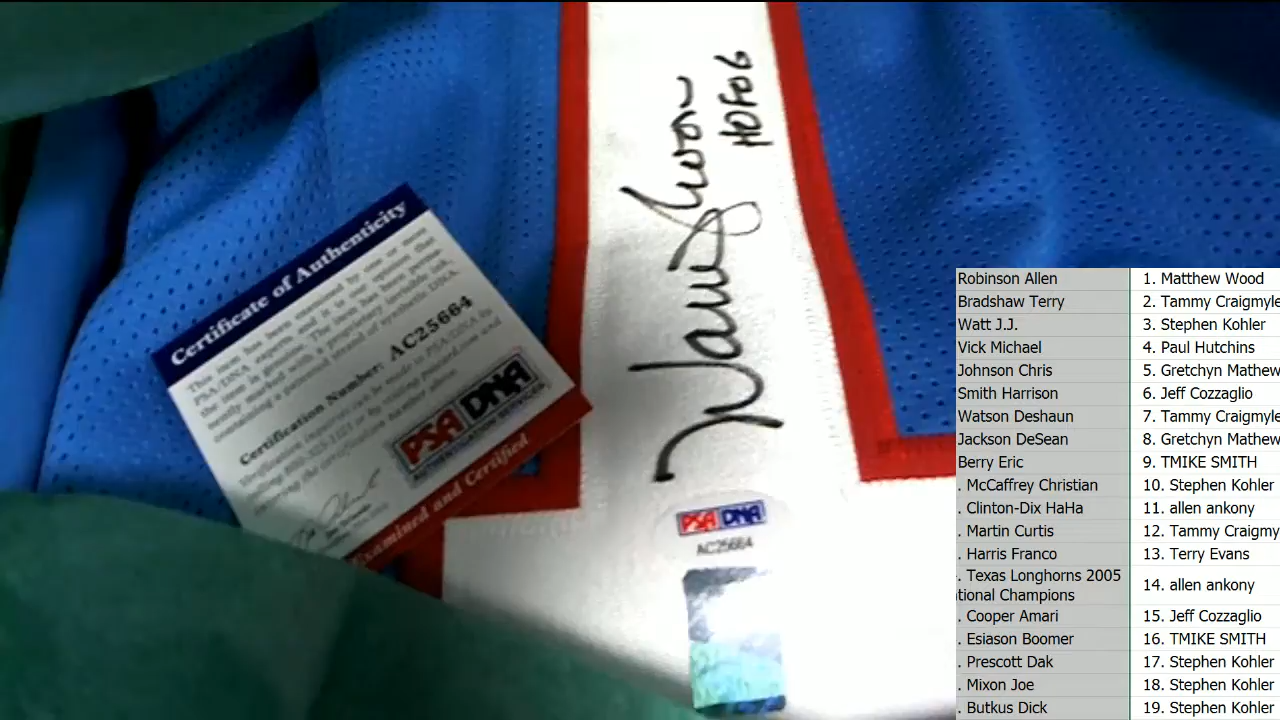 Warren Moon
HOF06
Certificate of Authenticity
Certification Number: AC25664
PSA DNA
AUTHENTICATION SERVICES
Examined and Certified
PSA DNA
AC25664
Robinson Allen 1. Matthew Wood
Bradshaw Terry 2. Tammy Craigmyle
Watt J.J. 3. Stephen Kohler
Vick Michael 4. Paul Hutchins
Johnson Chris 5. Gretchyn Mathew
Smith Harrison 6. Jeff Cozzaglio
Watson Deshaun 7. Tammy Craigmyle
Jackson DeSean 8. Gretchyn Mathew
Berry Eric 9. TMIKE SMITH
. McCaffrey Christian 10. Stephen Kohler
. Clinton-Dix HaHa 11. allen ankony
. Martin Curtis 12. Tammy Craigmy
. Harris Franco 13. Terry Evans
. Texas Longhorns 2005
tional Champions 14. allen ankony
. Cooper Amari 15. Jeff Cozzaglio
. Esiason Boomer 16. TMIKE SMITH
. Prescott Dak 17. Stephen Kohler
. Mixon Joe 18. Stephen Kohler
. Butkus Dick 19. Stephen Kohler